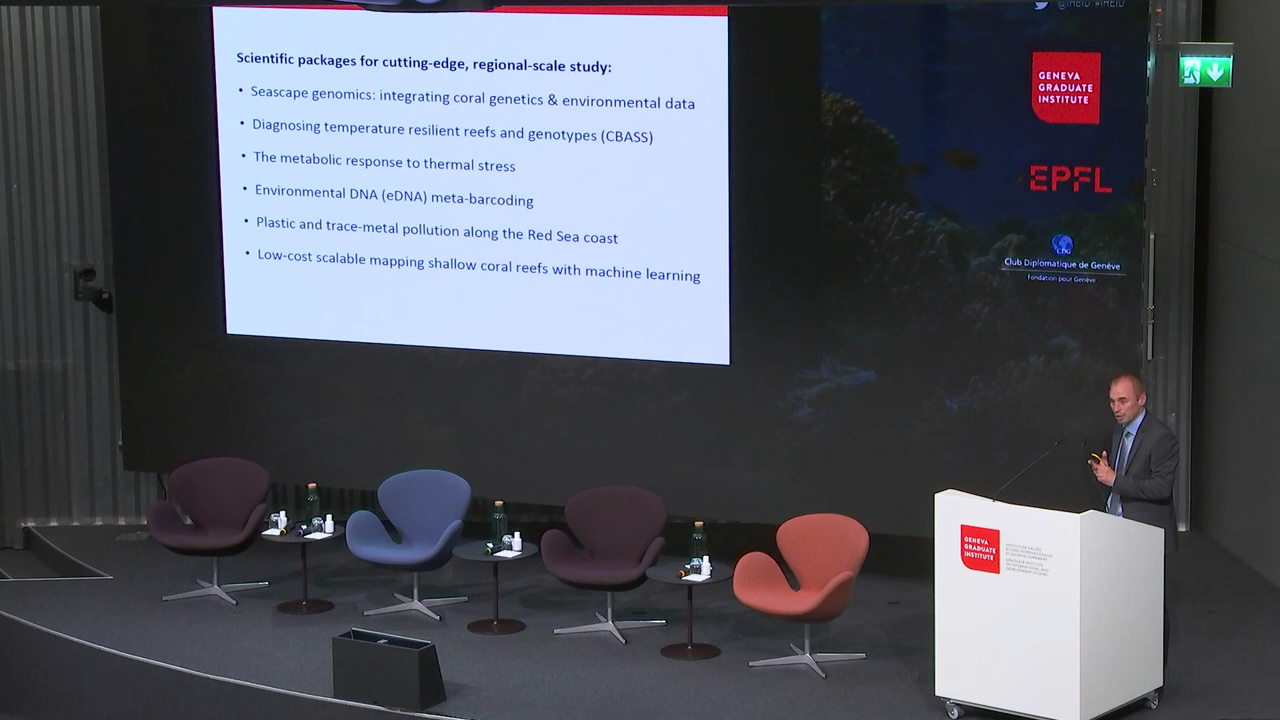 Scientific packages for cutting-edge, regional-scale study:
• Seascape genomics: integrating coral genetics & environmental data
• Diagnosing temperature resilient reefs and genotypes (CBASS)
• The metabolic response to thermal stress
• Environmental DNA (eDNA) meta-barcoding
• Plastic and trace-metal pollution along the Red Sea coast
• Low-cost scalable mapping shallow coral reefs with machine learning
GENEVA
GRADUATE
INSTITUTE
EPFL
CDG
Club Diplomatique de Genève
Fondation pour Genève
GENEVA
GRADUATE
INSTITUTE